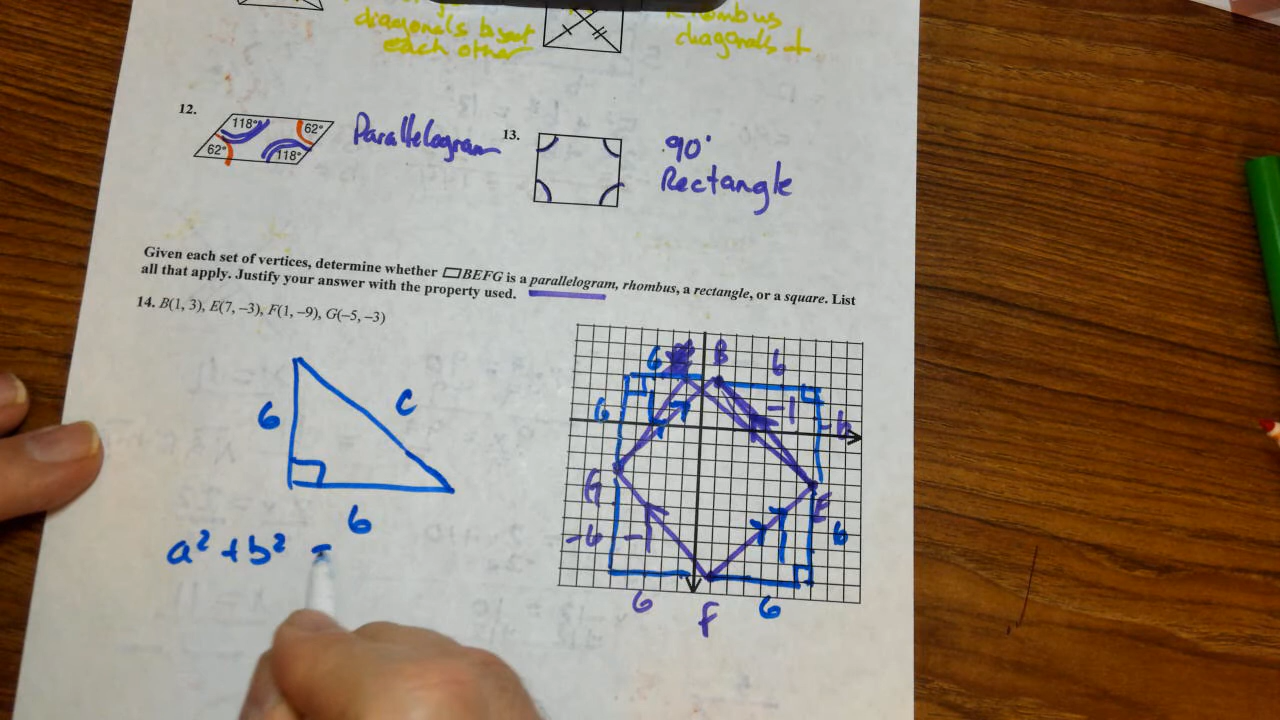 diagonals bisect
each other
Rhombus
diagonals ⊥
12.
118°
62°
62°
118°
Parallelogram
13.
90°
Rectangle
Given each set of vertices, determine whether ▱BEFG is a parallelogram, rhombus, a rectangle, or a square. List
all that apply. Justify your answer with the property used.
14. B(1, 3), E(7, –3), F(1, –9), G(–5, –3)
6
C
6
a² + b² =
6
B
6
6
1
-1
-6
G
E
-6
-1
1
6
6
F
6